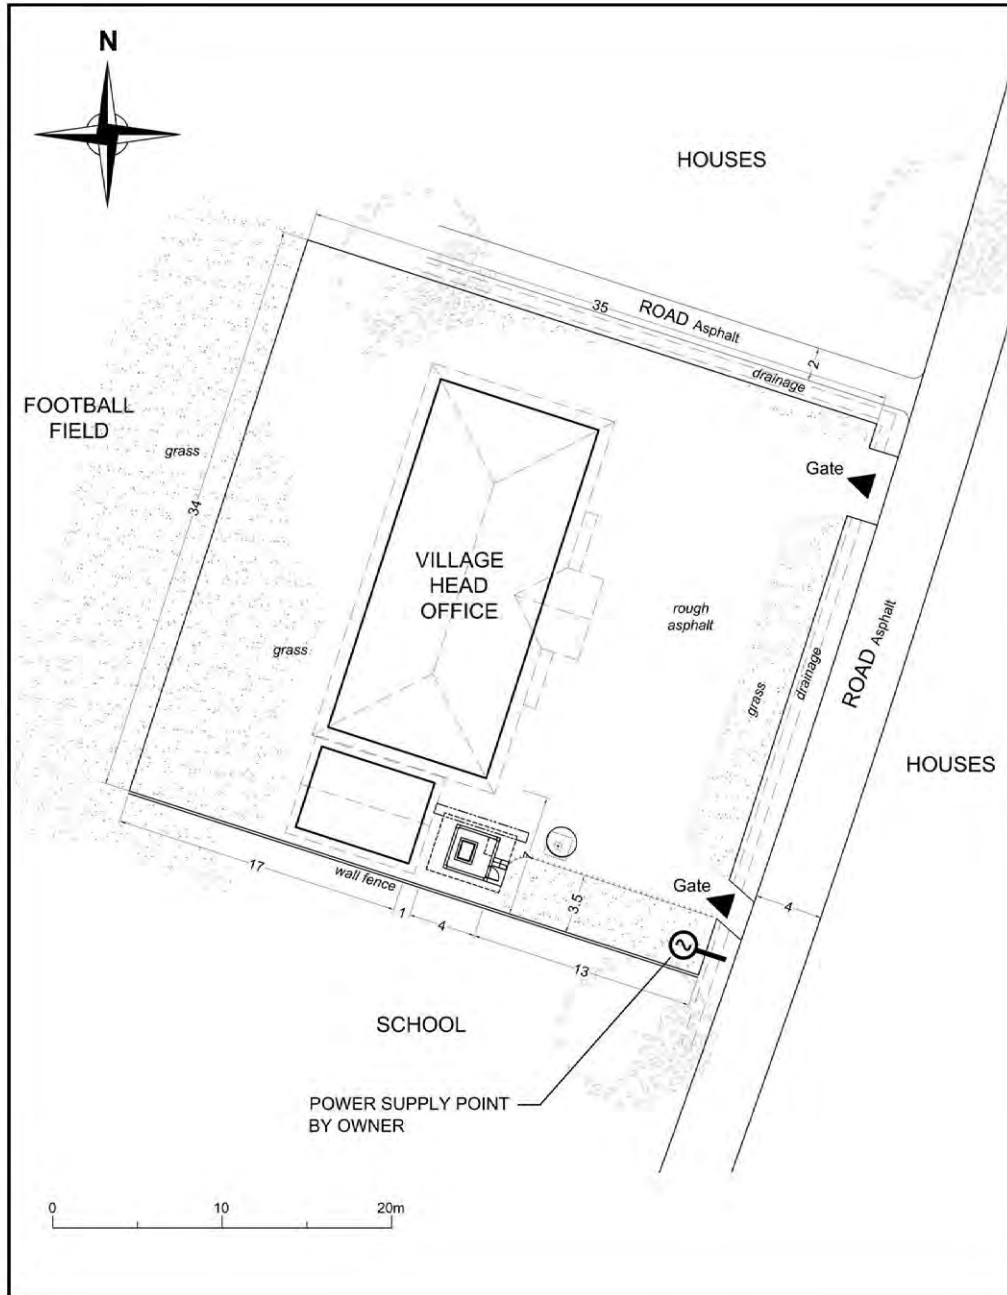 N
HOUSES
35
ROAD Asphalt
2
drainage
FOOTBALL
FIELD
grass
34
Gate
VILLAGE
HEAD
OFFICE
rough
asphalt
grass
grass
drainage
ROAD Asphalt
HOUSES
17
wall fence
1
4
3.5
13
Gate
4
SCHOOL
POWER SUPPLY POINT
BY OWNER
0 10 20m